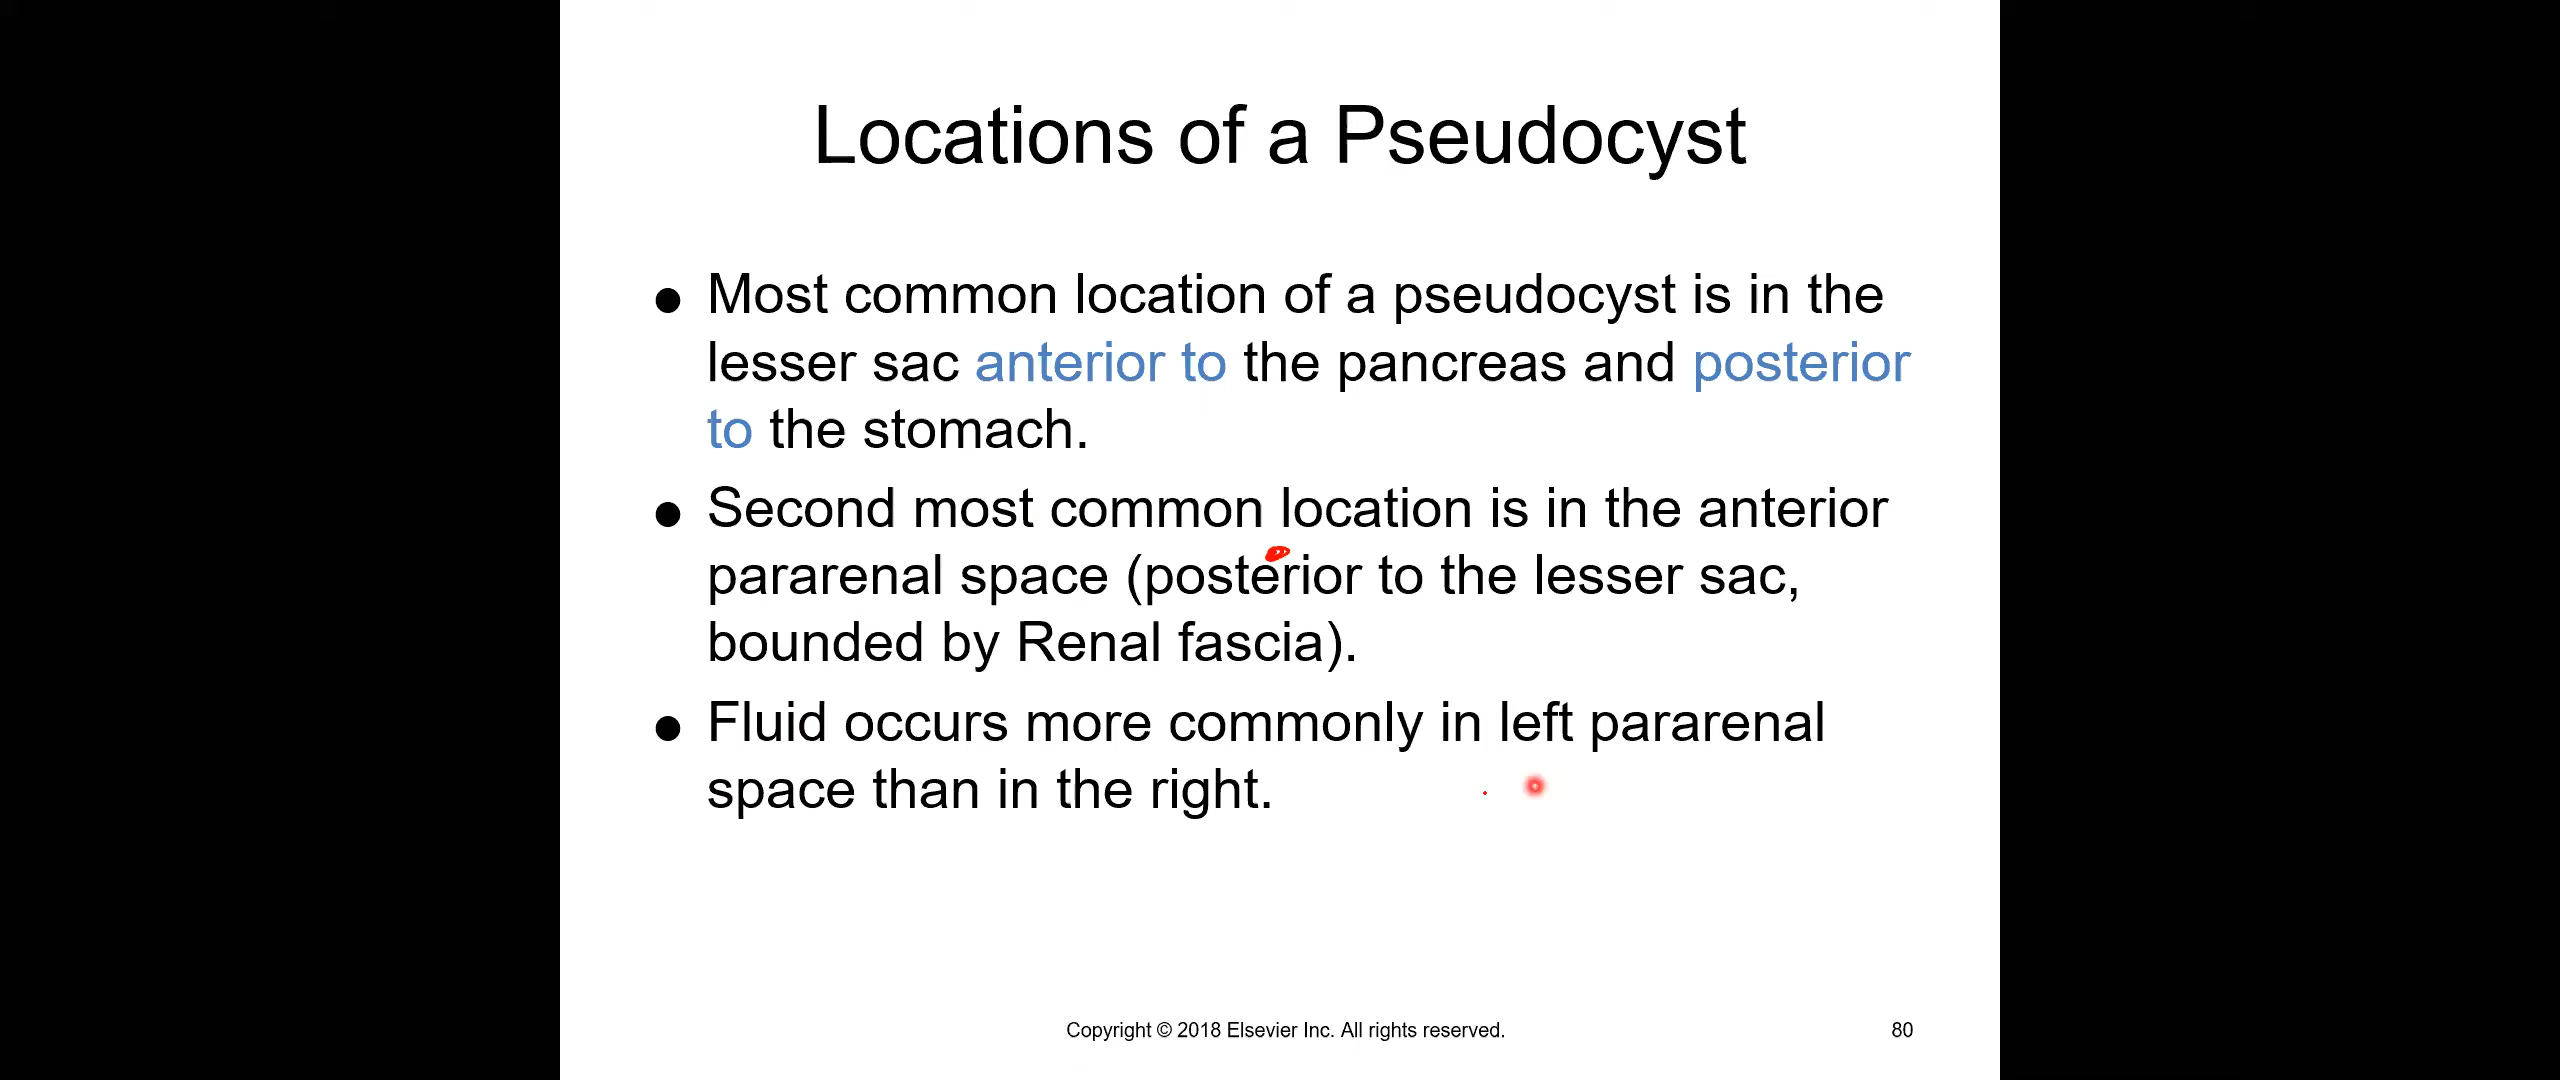 Locations of a Pseudocyst
● Most common location of a pseudocyst is in the
lesser sac anterior to the pancreas and posterior
to the stomach.
● Second most common location is in the anterior
pararenal space (posterior to the lesser sac,
bounded by Renal fascia).
● Fluid occurs more commonly in left pararenal
space than in the right.
Copyright © 2018 Elsevier Inc. All rights reserved.
80